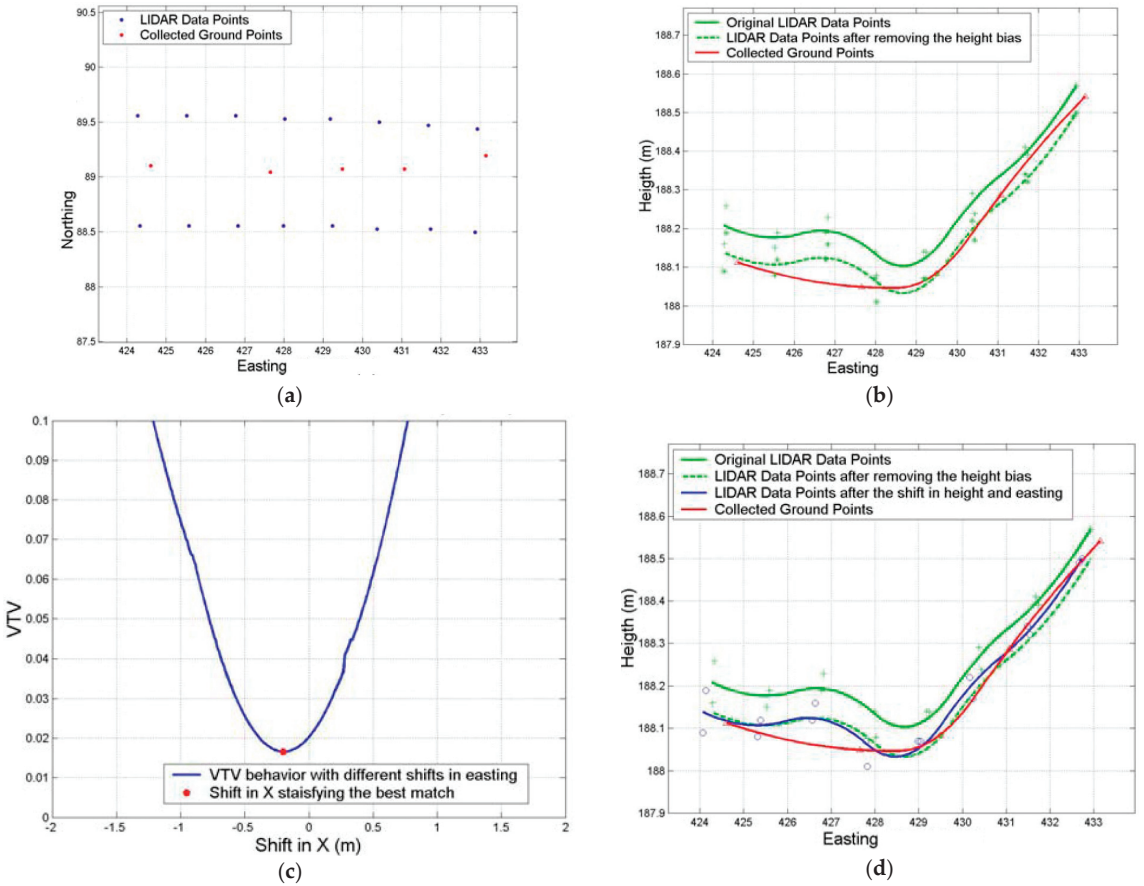 90.5
90
89.5
89
88.5
88
87.5
Northing
LIDAR Data Points
Collected Ground Points
424 425 426 427 428 429 430 431 432 433
Easting
(a)
188.7
188.6
188.5
188.4
188.3
188.2
188.1
188
187.9
Heigth (m)
Original LIDAR Data Points
LIDAR Data Points after removing the height bias
Collected Ground Points
424 425 426 427 428 429 430 431 432 433
Easting
(b)
0.1
0.09
0.08
0.07
0.06
0.05
0.04
0.03
0.02
0.01
0
VTV
VTV behavior with different shifts in easting
Shift in X staisfying the best match
-2 -1.5 -1 -0.5 0 0.5 1 1.5 2
Shift in X (m)
(c)
188.7
188.6
188.5
188.4
188.3
188.2
188.1
188
187.9
Heigth (m)
Original LIDAR Data Points
LIDAR Data Points after removing the height bias
LIDAR Data Points after the shift in height and easting
Collected Ground Points
424 425 426 427 428 429 430 431 432 433
Easting
(d)